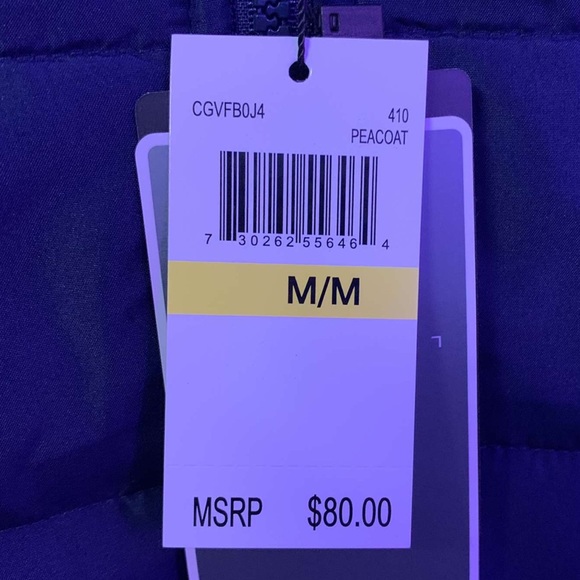 CGVFB0J4 410
PEACOAT
7 30262 55646 4
M/M
MSRP $80.00